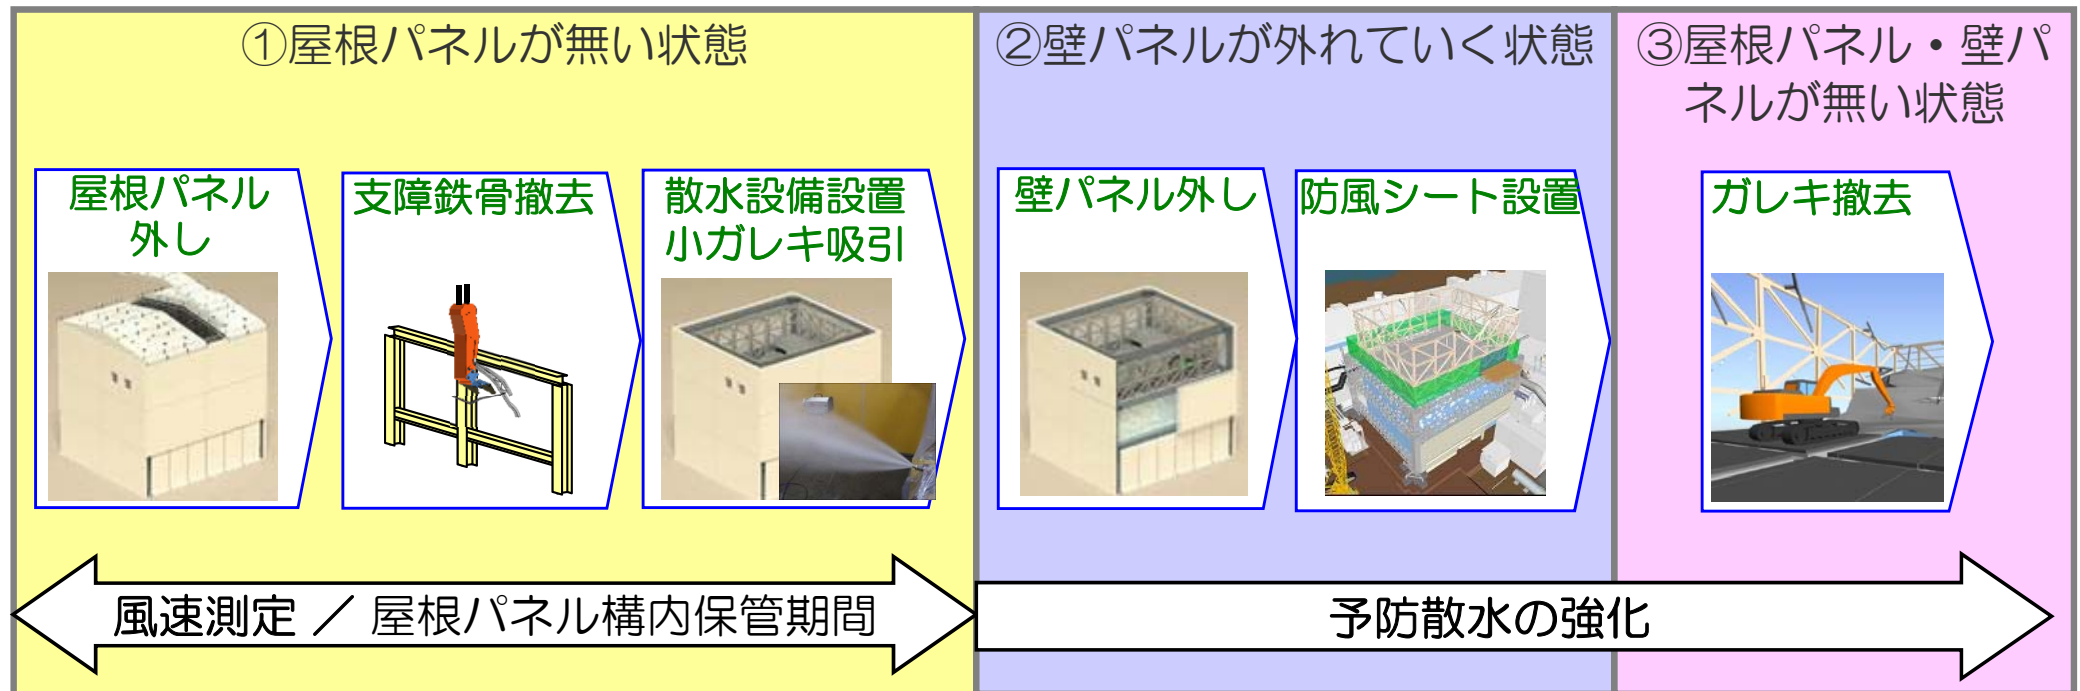 ①屋根パネルが無い状態
②壁パネルが外れていく状態
③屋根パネル・壁パ
ネルが無い状態
屋根パネル
外し
支障鉄骨撤去
散水設備設置
小ガレキ吸引
壁パネル外し
防風シート設置
ガレキ撤去
風速測定 ／ 屋根パネル構内保管期間
予防散水の強化